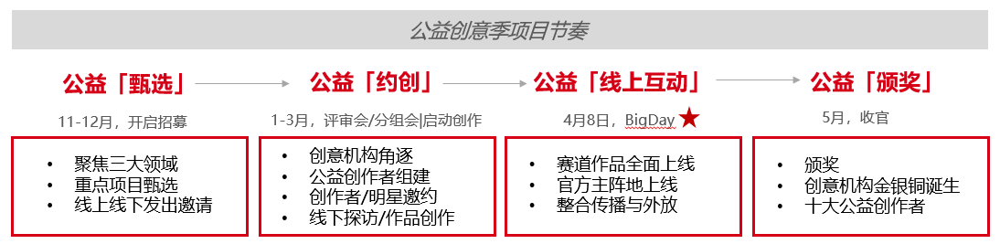 公益创意季项目节奏
公益「甄选」
公益「约创」
公益「线上互动」
公益「颁奖」
11-12月，开启招募
1-3月，评审会/分组会|启动创作
4月8日，BigDay
5月，收官
• 聚焦三大领域
• 重点项目甄选
• 线上线下发出邀请
• 创意机构角逐
• 公益创作者组建
• 创作者/明星邀约
• 线下探访/作品创作
• 赛道作品全面上线
• 官方主阵地上线
• 整合传播与外放
• 颁奖
• 创意机构金银铜诞生
• 十大公益创作者